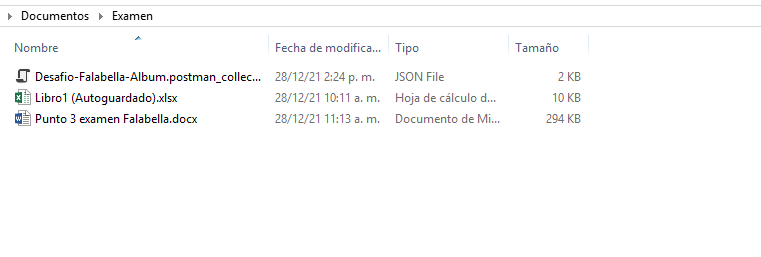 Documentos Examen
Nombre Fecha de modifica... Tipo Tamaño
Desafio-Falabella-Album.postman_collec... 28/12/21 2:24 p. m. JSON File 2 KB
Libro1 (Autoguardado).xlsx 28/12/21 10:11 a. m. Hoja de cálculo d... 10 KB
Punto 3 examen Falabella.docx 28/12/21 11:13 a. m. Documento de Mi... 294 KB